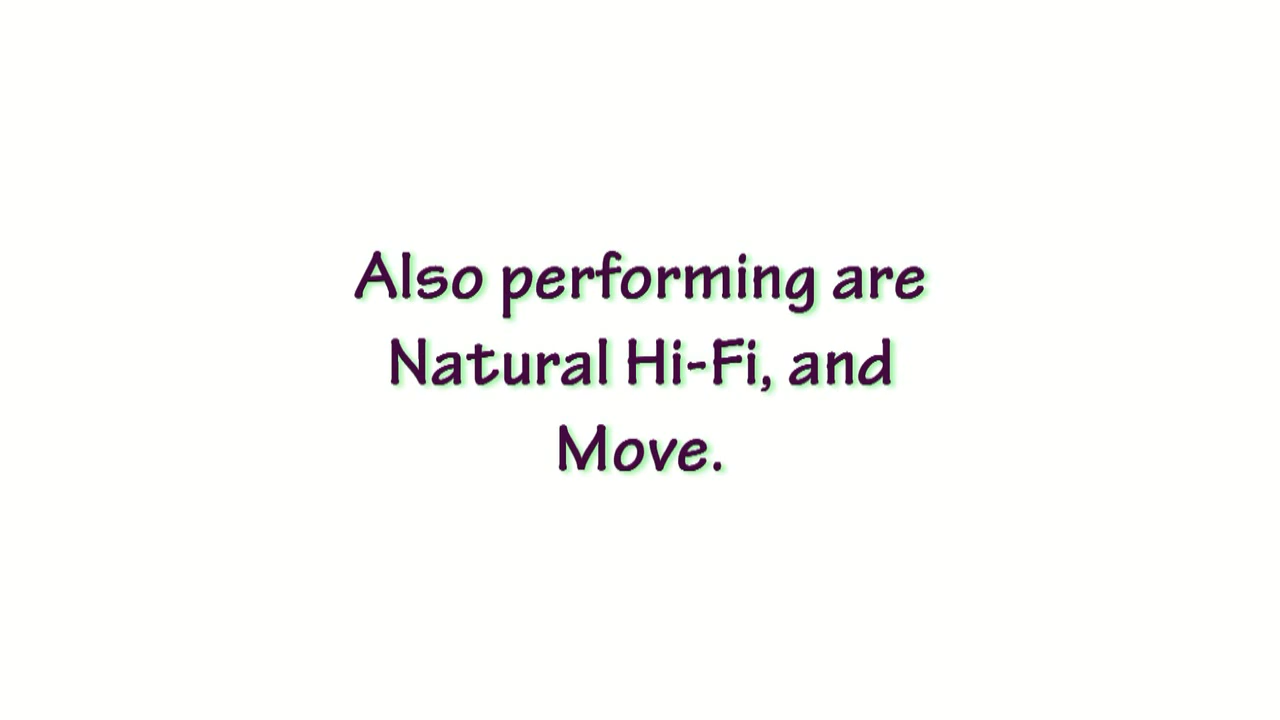 Also performing are
Natural Hi-Fi, and
Move.